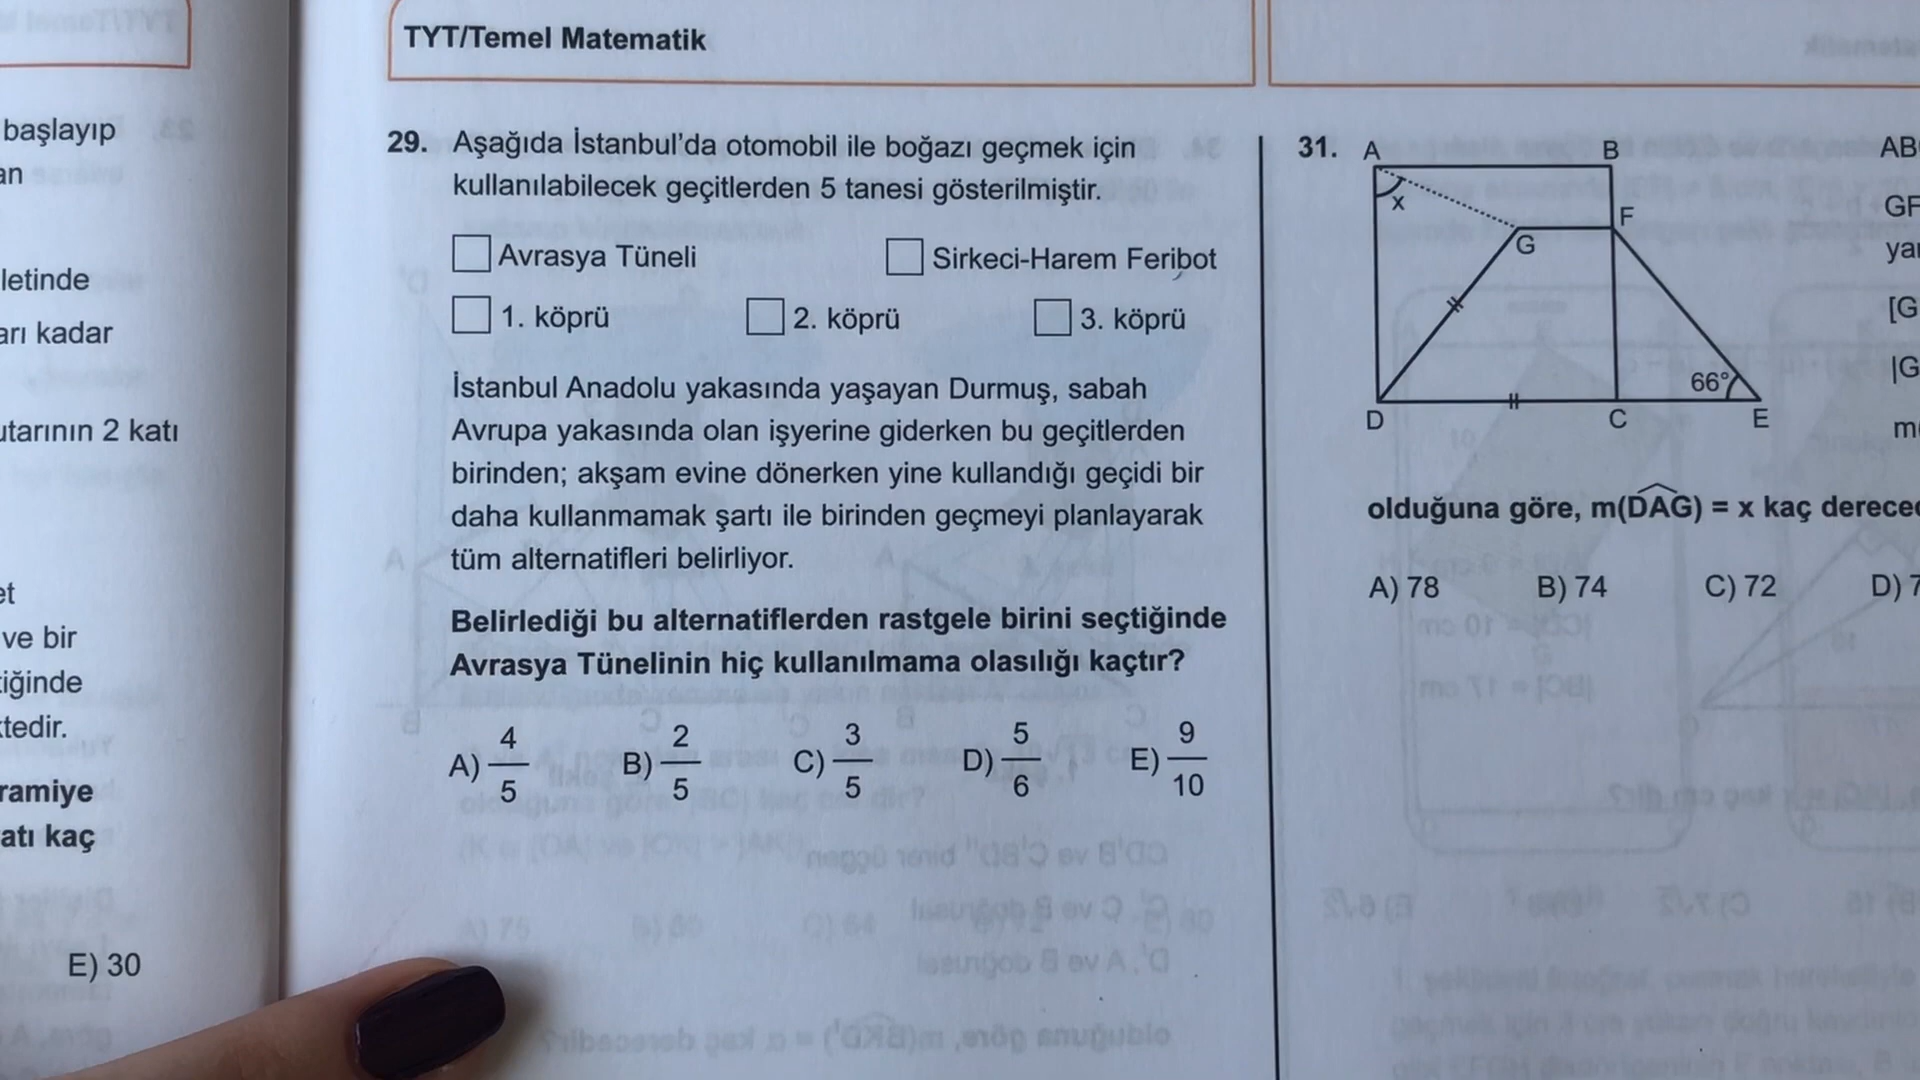 TYT/Temel Matematik
başlayıp
an
letinde
arı kadar
utarının 2 katı
et
ve bir
tiğinde
ktedir.
ramiye
atı kaç
E) 30
29. Aşağıda İstanbul'da otomobil ile boğazı geçmek için
kullanılabilecek geçitlerden 5 tanesi gösterilmiştir.
Avrasya Tüneli Sirkeci-Harem Feribot
1. köprü 2. köprü 3. köprü
İstanbul Anadolu yakasında yaşayan Durmuş, sabah
Avrupa yakasında olan işyerine giderken bu geçitlerden
birinden; akşam evine dönerken yine kullandığı geçidi bir
daha kullanmamak şartı ile birinden geçmeyi planlayarak
tüm alternatifleri belirliyor.
Belirlediği bu alternatiflerden rastgele birini seçtiğinde
Avrasya Tünelinin hiç kullanılmama olasılığı kaçtır?
A) 4/5 B) 2/5 C) 3/5 D) 5/6 E) 9/10
31. A B
x
F
G
66°
D C E
AB
GF
ya
[G
|G
m
olduğuna göre, m(DAG) = x kaç derece
A) 78 B) 74 C) 72 D) 7